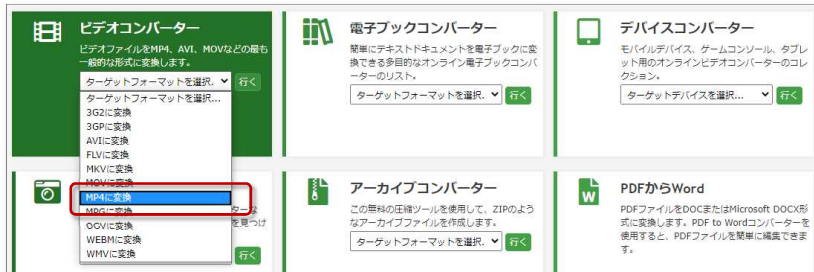 ビデオコンバーター
ビデオファイルをMP4、AVI、MOVなどの最も
一般的な形式に変換します。
ターゲットフォーマットを選択. 行く
ターゲットフォーマットを選択...
3G2に変換
3GPに変換
AVIに変換
FLVに変換
MKVに変換
MOVに変換
MP4に変換
MPGに変換
OGVに変換
WEBMに変換
WMVに変換
ターな
を見つけ
行く
電子ブックコンバーター
簡単にテキストドキュメントを電子ブックに変
換できる多目的なオンライン電子ブックコンバ
ーターのリスト。
ターゲットフォーマットを選択. 行く
デバイスコンバーター
モバイルデバイス、ゲームコンソール、タブレ
ット用のオンラインビデオコンバーターのコレ
クション。
ターゲットデバイスを選択... 行く
アーカイブコンバーター
この無料の圧縮ツールを使用して、ZIPのよう
なアーカイブファイルを作成します。
ターゲットフォーマットを選択. 行く
W
PDFからWord
PDFファイルをDOCまたはMicrosoft DOCX形
式に変換します。PDF to Wordコンバーターを
使用すると、PDFファイルを簡単に編集できま
す。